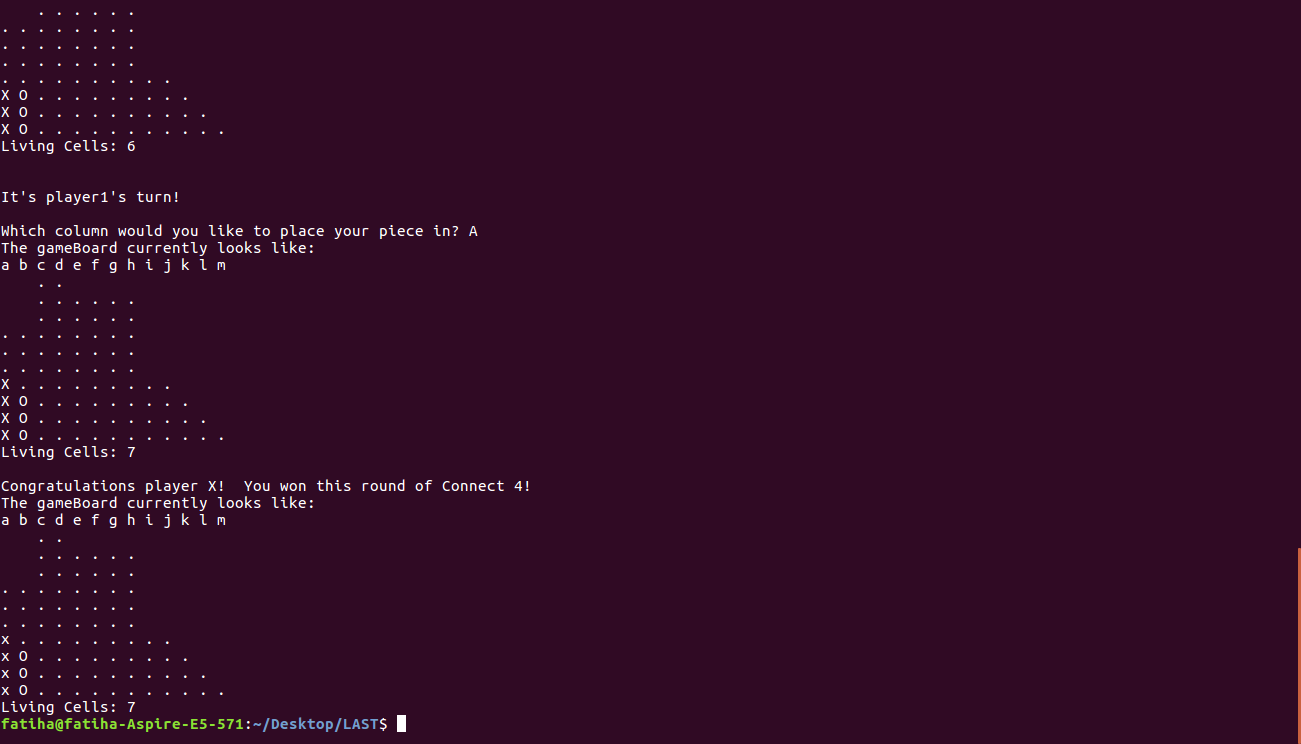 . . . . . .
. . . . . . . .
. . . . . . . .
. . . . . . . .
. . . . . . . . . .
X O . . . . . . . . .
X O . . . . . . . . . .
X O . . . . . . . . . . .
Living Cells: 6
It's player1's turn!
Which column would you like to place your piece in? A
The gameBoard currently looks like:
a b c d e f g h i j k l m
    . .
    . . . . . .
    . . . . . .
. . . . . . . .
. . . . . . . .
. . . . . . . .
X . . . . . . . . .
X O . . . . . . . . .
X O . . . . . . . . . .
X O . . . . . . . . . . .
Living Cells: 7
Congratulations player X!  You won this round of Connect 4!
The gameBoard currently looks like:
a b c d e f g h i j k l m
    . .
    . . . . . .
    . . . . . .
. . . . . . . .
. . . . . . . .
. . . . . . . .
x . . . . . . . . .
x O . . . . . . . . .
x O . . . . . . . . . .
x O . . . . . . . . . . .
Living Cells: 7
fatiha@fatiha-Aspire-E5-571:~/Desktop/LAST$